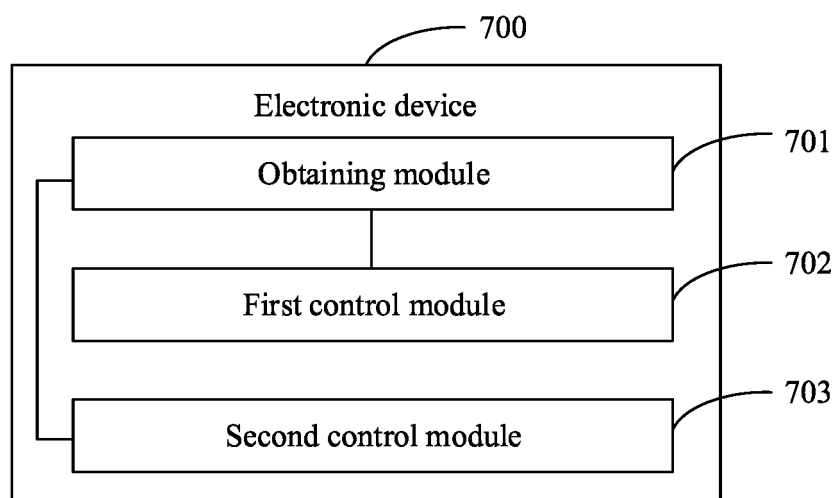 700
Electronic device
701
Obtaining module
702
First control module
703
Second control module